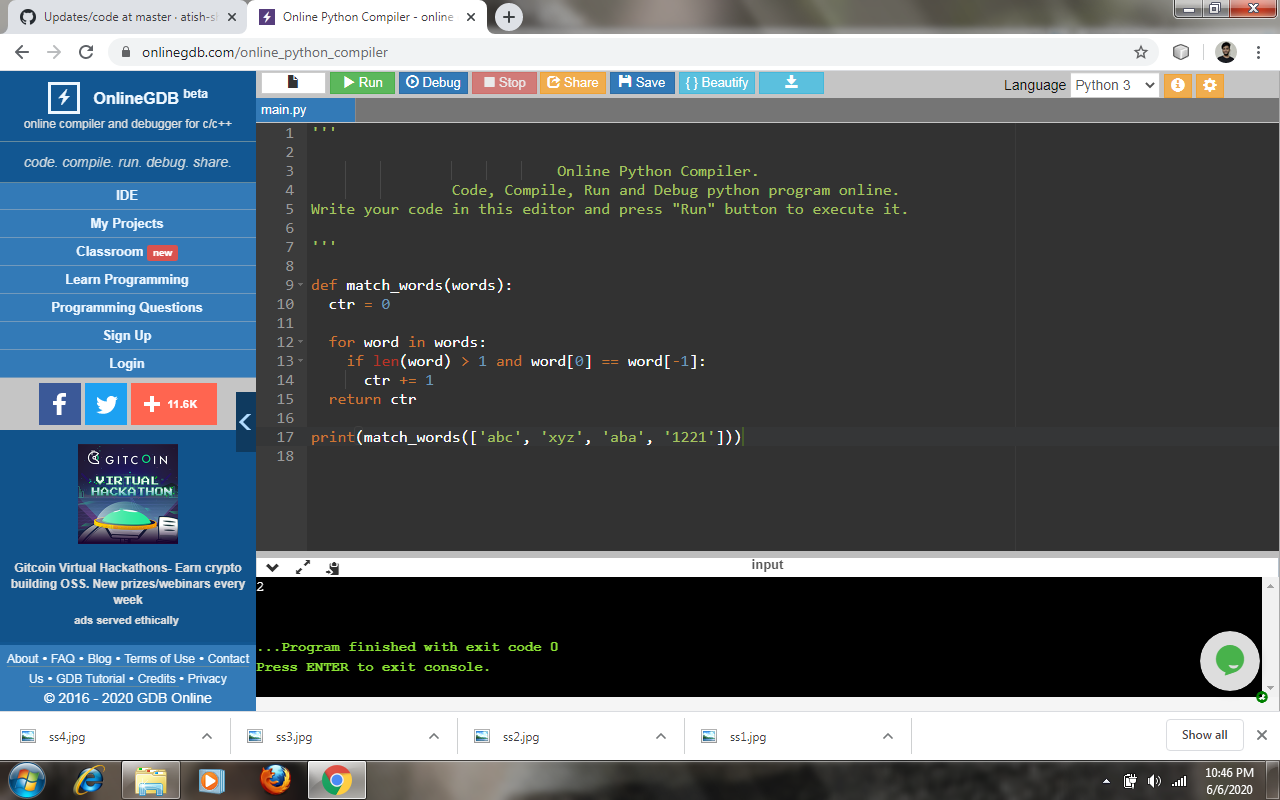 Updates/code at master · atish-sl
Online Python Compiler - online
onlinegdb.com/online_python_compiler
OnlineGDB beta
online compiler and debugger for c/c++
code. compile. run. debug. share.
IDE
My Projects
Classroom new
Learn Programming
Programming Questions
Sign Up
Login
11.6K
GITCOIN
VIRTUAL
HACKATHON
Gitcoin Virtual Hackathons- Earn crypto
building OSS. New prizes/webinars every
week
ads served ethically
About • FAQ • Blog • Terms of Use • Contact
Us • GDB Tutorial • Credits • Privacy
© 2016 - 2020 GDB Online
Run Debug Stop Share Save { } Beautify
Language Python 3
main.py
1 '''
2
3 Online Python Compiler.
4 Code, Compile, Run and Debug python program online.
5 Write your code in this editor and press "Run" button to execute it.
6
7 '''
8
9 def match_words(words):
10 ctr = 0
11
12 for word in words:
13 if len(word) > 1 and word[0] == word[-1]:
14 ctr += 1
15 return ctr
16
17 print(match_words(['abc', 'xyz', 'aba', '1221']))
18
input
2
...Program finished with exit code 0
Press ENTER to exit console.
ss4.jpg ss3.jpg ss2.jpg ss1.jpg Show all
10:46 PM
6/6/2020